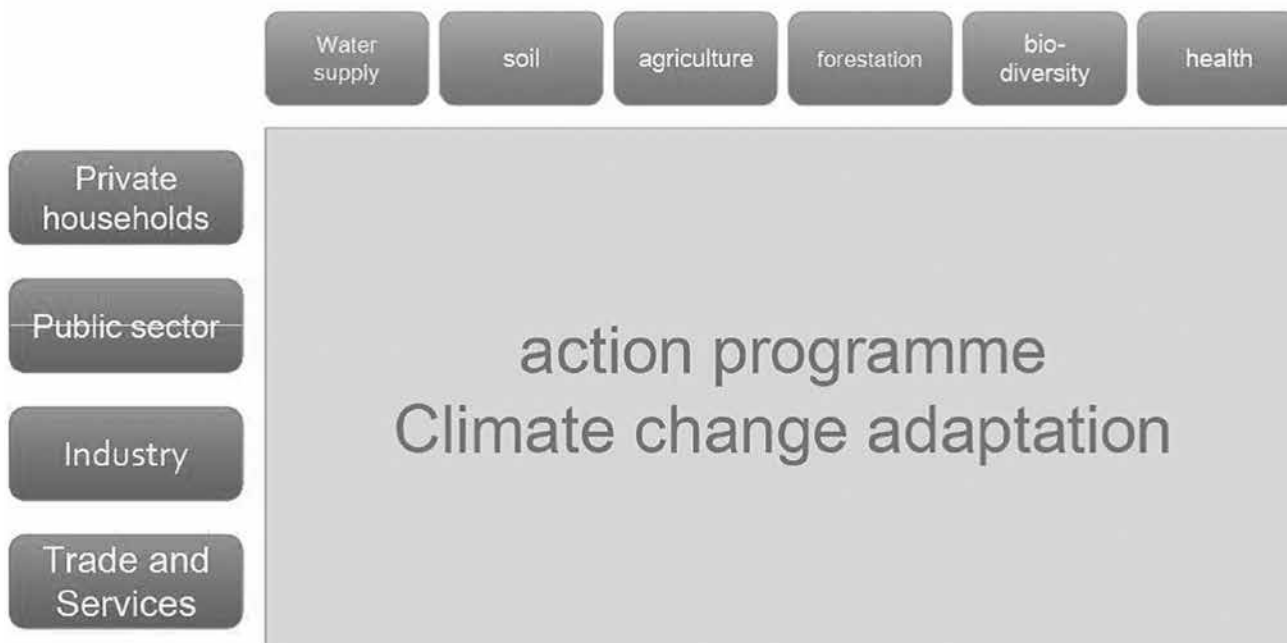 Water
supply
soil
agriculture
forestation
bio-
diversity
health
Private
households
Public sector
Industry
Trade and
Services
action programme
Climate change adaptation